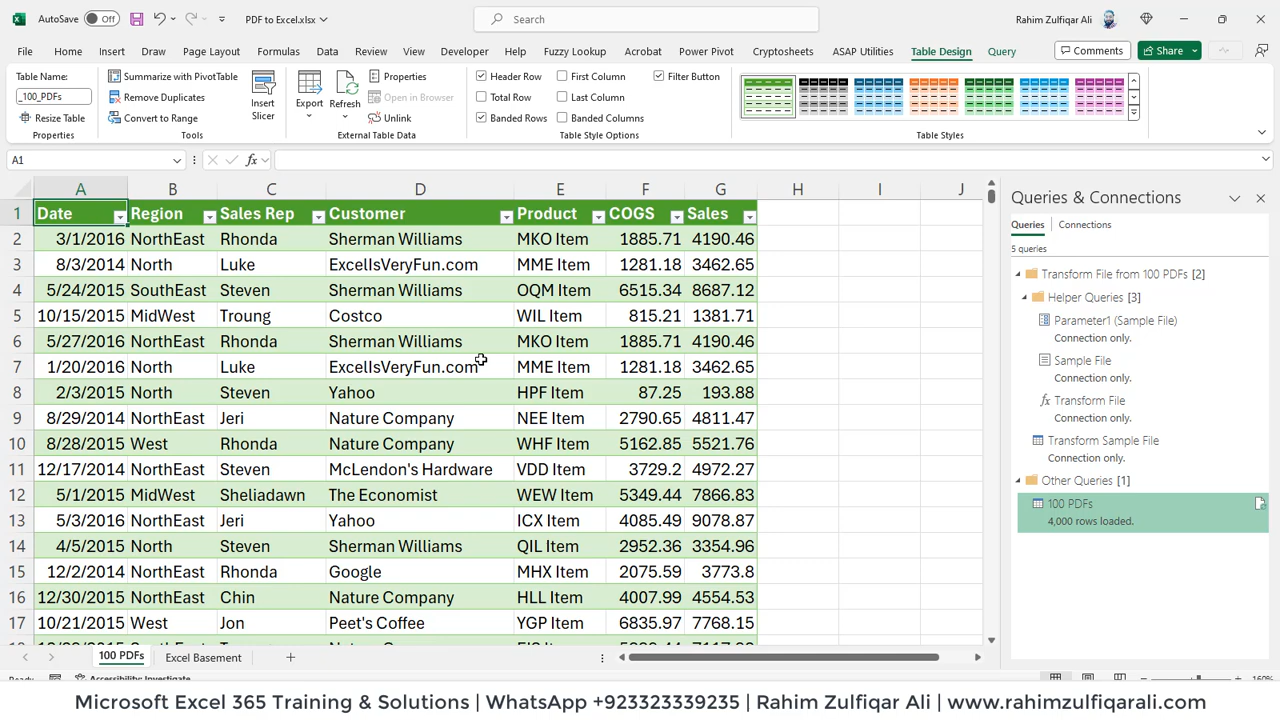 AutoSave Off PDF to Excel.xlsx Search Rahim Zulfiqar Ali
File Home Insert Draw Page Layout Formulas Data Review View Developer Help Fuzzy Lookup Acrobat Power Pivot Cryptosheets ASAP Utilities Table Design Query Comments Share
Table Name:
_100_PDFs
Resize Table
Properties
Summarize with PivotTable
Remove Duplicates
Convert to Range
Insert
Slicer
Tools
Export
Refresh
Properties
Open in Browser
Unlink
External Table Data
Header Row
Total Row
Banded Rows
First Column
Last Column
Banded Columns
Filter Button
Table Style Options
Table Styles
A1 fx
A B C D E F G H I J
1 Date Region Sales Rep Customer Product COGS Sales
2 3/1/2016 NorthEast Rhonda Sherman Williams MKO Item 1885.71 4190.46
3 8/3/2014 North Luke ExcelIsVeryFun.com MME Item 1281.18 3462.65
4 5/24/2015 SouthEast Steven Sherman Williams OQM Item 6515.34 8687.12
5 10/15/2015 MidWest Troung Costco WIL Item 815.21 1381.71
6 5/27/2016 NorthEast Rhonda Sherman Williams MKO Item 1885.71 4190.46
7 1/20/2016 North Luke ExcelIsVeryFun.com MME Item 1281.18 3462.65
8 2/3/2015 North Steven Yahoo HPF Item 87.25 193.88
9 8/29/2014 NorthEast Jeri Nature Company NEE Item 2790.65 4811.47
10 8/28/2015 West Rhonda Nature Company WHF Item 5162.85 5521.76
11 12/17/2014 NorthEast Steven McLendon's Hardware VDD Item 3729.2 4972.27
12 5/1/2015 MidWest Sheliadawn The Economist WEW Item 5349.44 7866.83
13 5/3/2016 NorthEast Jeri Yahoo ICX Item 4085.49 9078.87
14 4/5/2015 North Steven Sherman Williams QIL Item 2952.36 3354.96
15 12/2/2014 NorthEast Rhonda Google MHX Item 2075.59 3773.8
16 12/30/2015 NorthEast Chin Nature Company HLL Item 4007.99 4554.53
17 10/21/2015 West Jon Peet's Coffee YGP Item 6835.97 7768.15
Queries & Connections
Queries Connections
5 queries
Transform File from 100 PDFs [2]
Helper Queries [3]
Parameter1 (Sample File)
Connection only.
Sample File
Connection only.
fx Transform File
Connection only.
Transform Sample File
Connection only.
Other Queries [1]
100 PDFs
4,000 rows loaded.
100 PDFs Excel Basement
Ready Accessibility: Investigate 160%
Microsoft Excel 365 Training & Solutions | WhatsApp +923323339235 | Rahim Zulfiqar Ali | www.rahimzulfiqarali.com